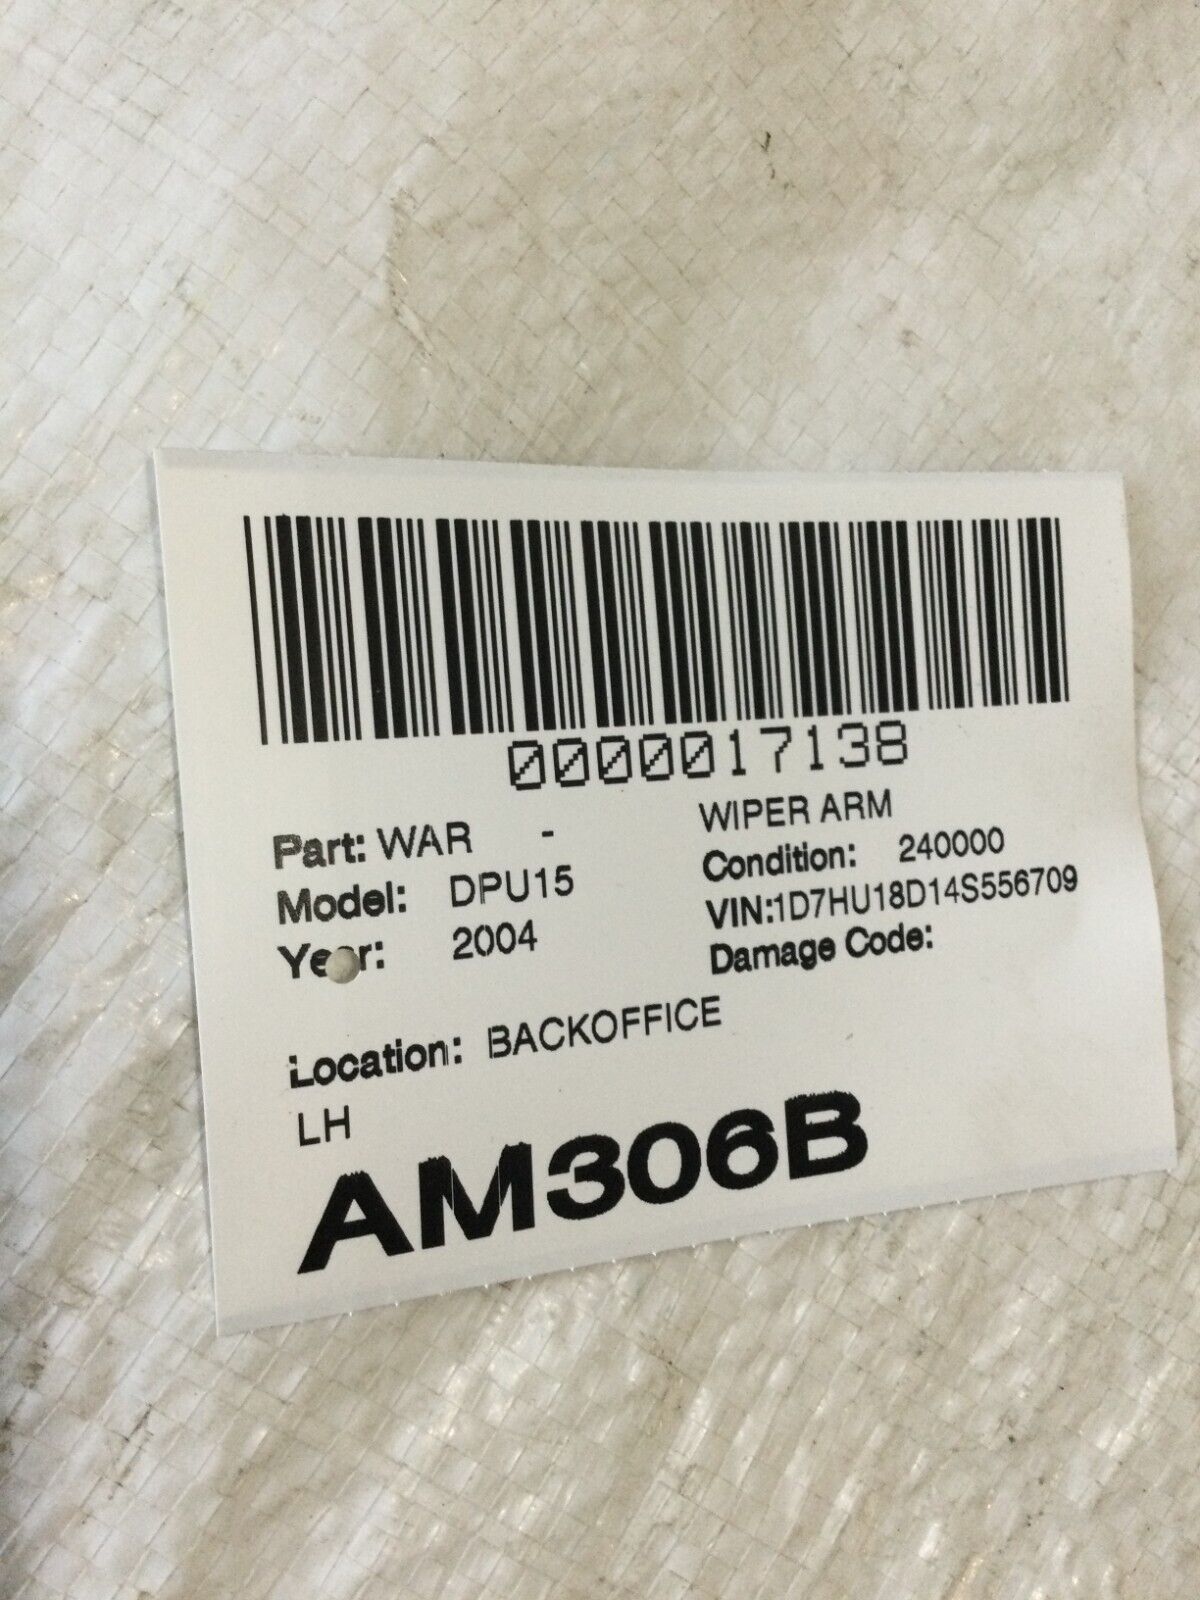 0000017138
Part: WAR - WIPER ARM
Model: DPU15 Condition: 240000
Year: 2004 VIN:1D7HU18D14S556709
Damage Code:
Location: BACKOFFICE
LH
AM306B